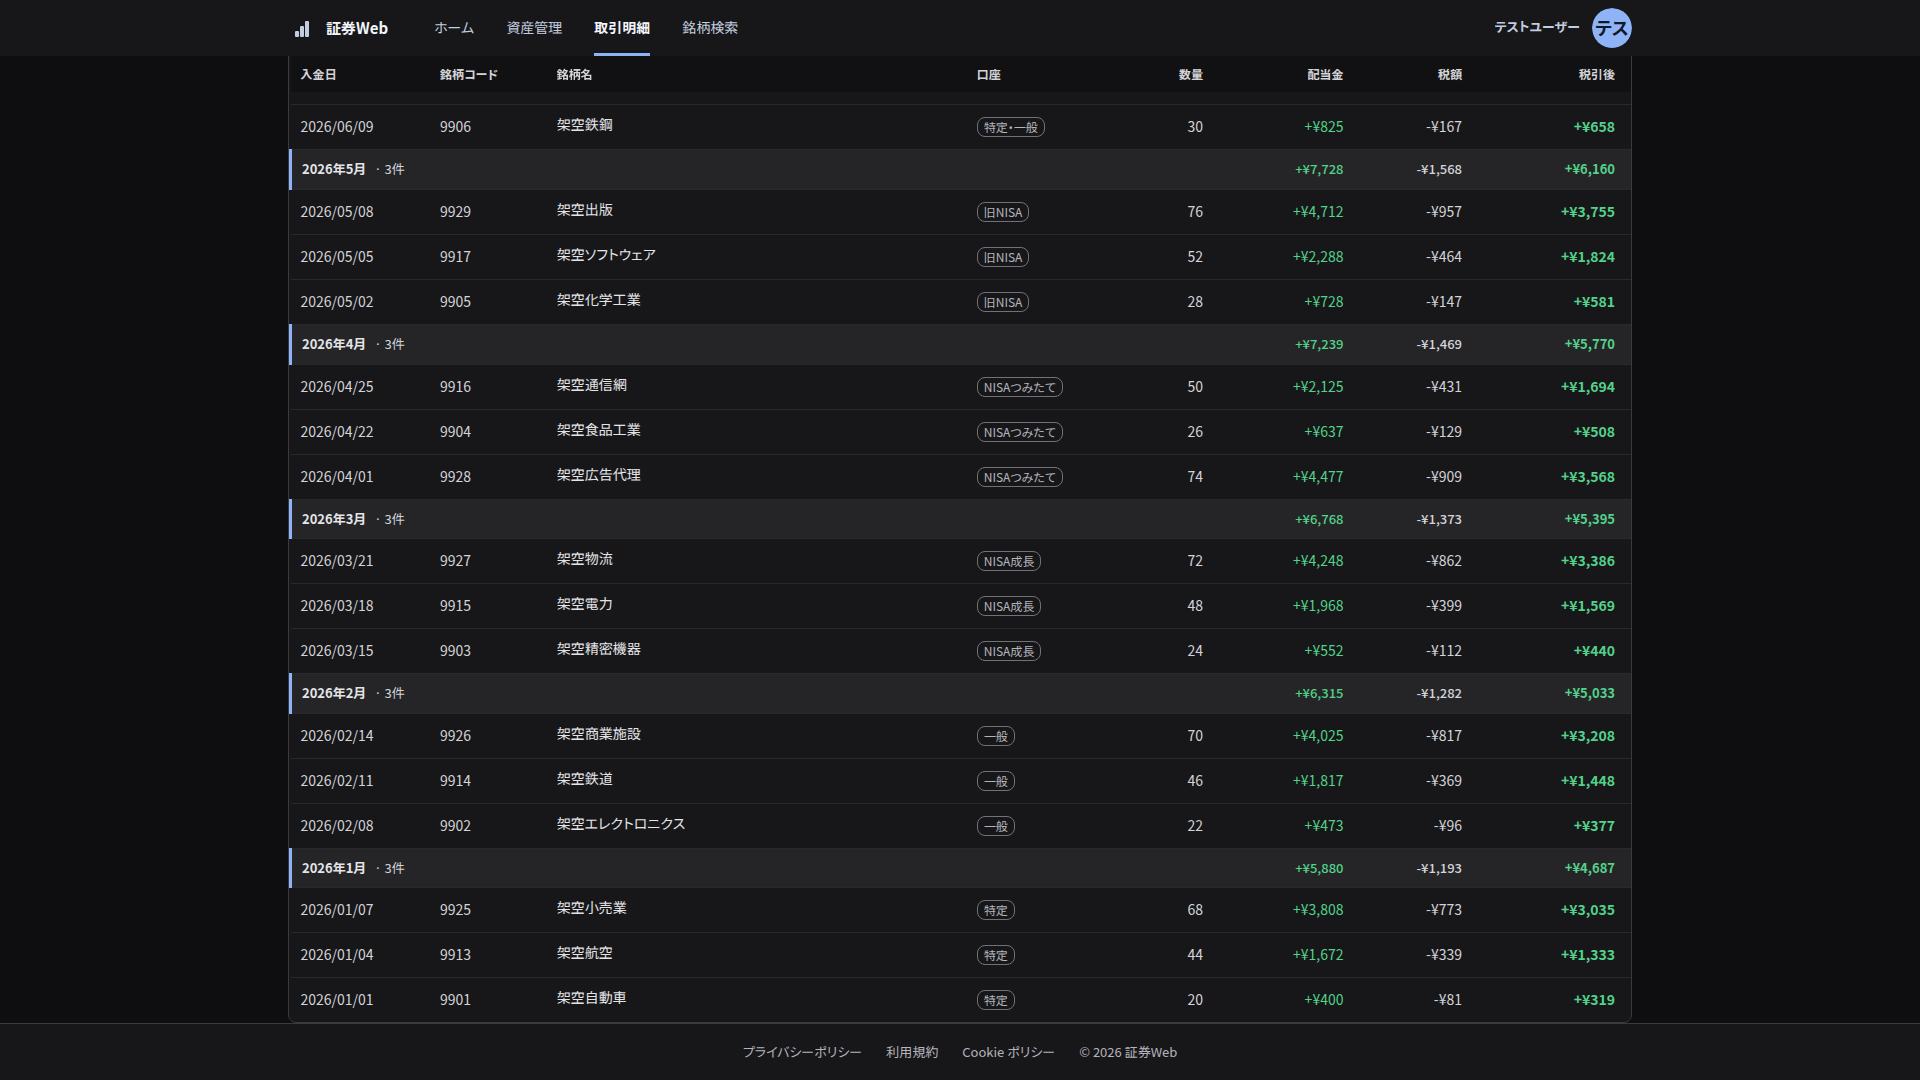 証券Web ホーム 資産管理 取引明細 銘柄検索 テストユーザー テス
入金日 銘柄コード 銘柄名 口座 数量 配当金 税額 税引後
2026/06/09 9906 架空鉄鋼 特定・一般 30 +¥825 -¥167 +¥658
2026年5月 · 3件 +¥7,728 -¥1,568 +¥6,160
2026/05/08 9929 架空出版 旧NISA 76 +¥4,712 -¥957 +¥3,755
2026/05/05 9917 架空ソフトウェア 旧NISA 52 +¥2,288 -¥464 +¥1,824
2026/05/02 9905 架空化学工業 旧NISA 28 +¥728 -¥147 +¥581
2026年4月 · 3件 +¥7,239 -¥1,469 +¥5,770
2026/04/25 9916 架空通信網 NISAつみたて 50 +¥2,125 -¥431 +¥1,694
2026/04/22 9904 架空食品工業 NISAつみたて 26 +¥637 -¥129 +¥508
2026/04/01 9928 架空広告代理 NISAつみたて 74 +¥4,477 -¥909 +¥3,568
2026年3月 · 3件 +¥6,768 -¥1,373 +¥5,395
2026/03/21 9927 架空物流 NISA成長 72 +¥4,248 -¥862 +¥3,386
2026/03/18 9915 架空電力 NISA成長 48 +¥1,968 -¥399 +¥1,569
2026/03/15 9903 架空精密機器 NISA成長 24 +¥552 -¥112 +¥440
2026年2月 · 3件 +¥6,315 -¥1,282 +¥5,033
2026/02/14 9926 架空商業施設 一般 70 +¥4,025 -¥817 +¥3,208
2026/02/11 9914 架空鉄道 一般 46 +¥1,817 -¥369 +¥1,448
2026/02/08 9902 架空エレクトロニクス 一般 22 +¥473 -¥96 +¥377
2026年1月 · 3件 +¥5,880 -¥1,193 +¥4,687
2026/01/07 9925 架空小売業 特定 68 +¥3,808 -¥773 +¥3,035
2026/01/04 9913 架空航空 特定 44 +¥1,672 -¥339 +¥1,333
2026/01/01 9901 架空自動車 特定 20 +¥400 -¥81 +¥319
プライバシーポリシー 利用規約 Cookie ポリシー © 2026 証券Web